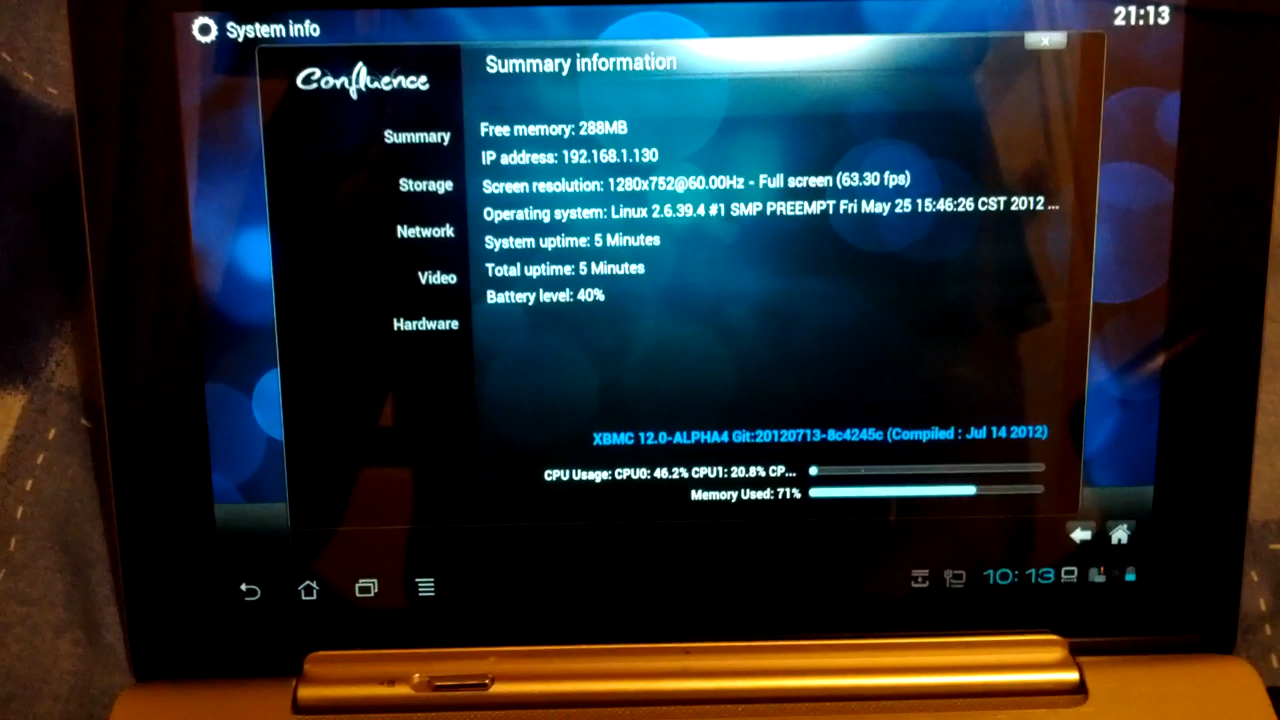 System info
21:13
Confluence
Summary information
x
Summary
Storage
Network
Video
Hardware
Free memory: 288MB
IP address: 192.168.1.130
Screen resolution: 1280x752@60.00Hz - Full screen (63.30 fps)
Operating system: Linux 2.6.39.4 #1 SMP PREEMPT Fri May 25 15:46:26 CST 2012 ...
System uptime: 5 Minutes
Total uptime: 5 Minutes
Battery level: 40%
XBMC 12.0-ALPHA4 Git:20120713-8c4245c (Compiled : Jul 14 2012)
CPU Usage: CPU0: 46.2% CPU1: 20.8% CP...
Memory Used: 71%
10:13